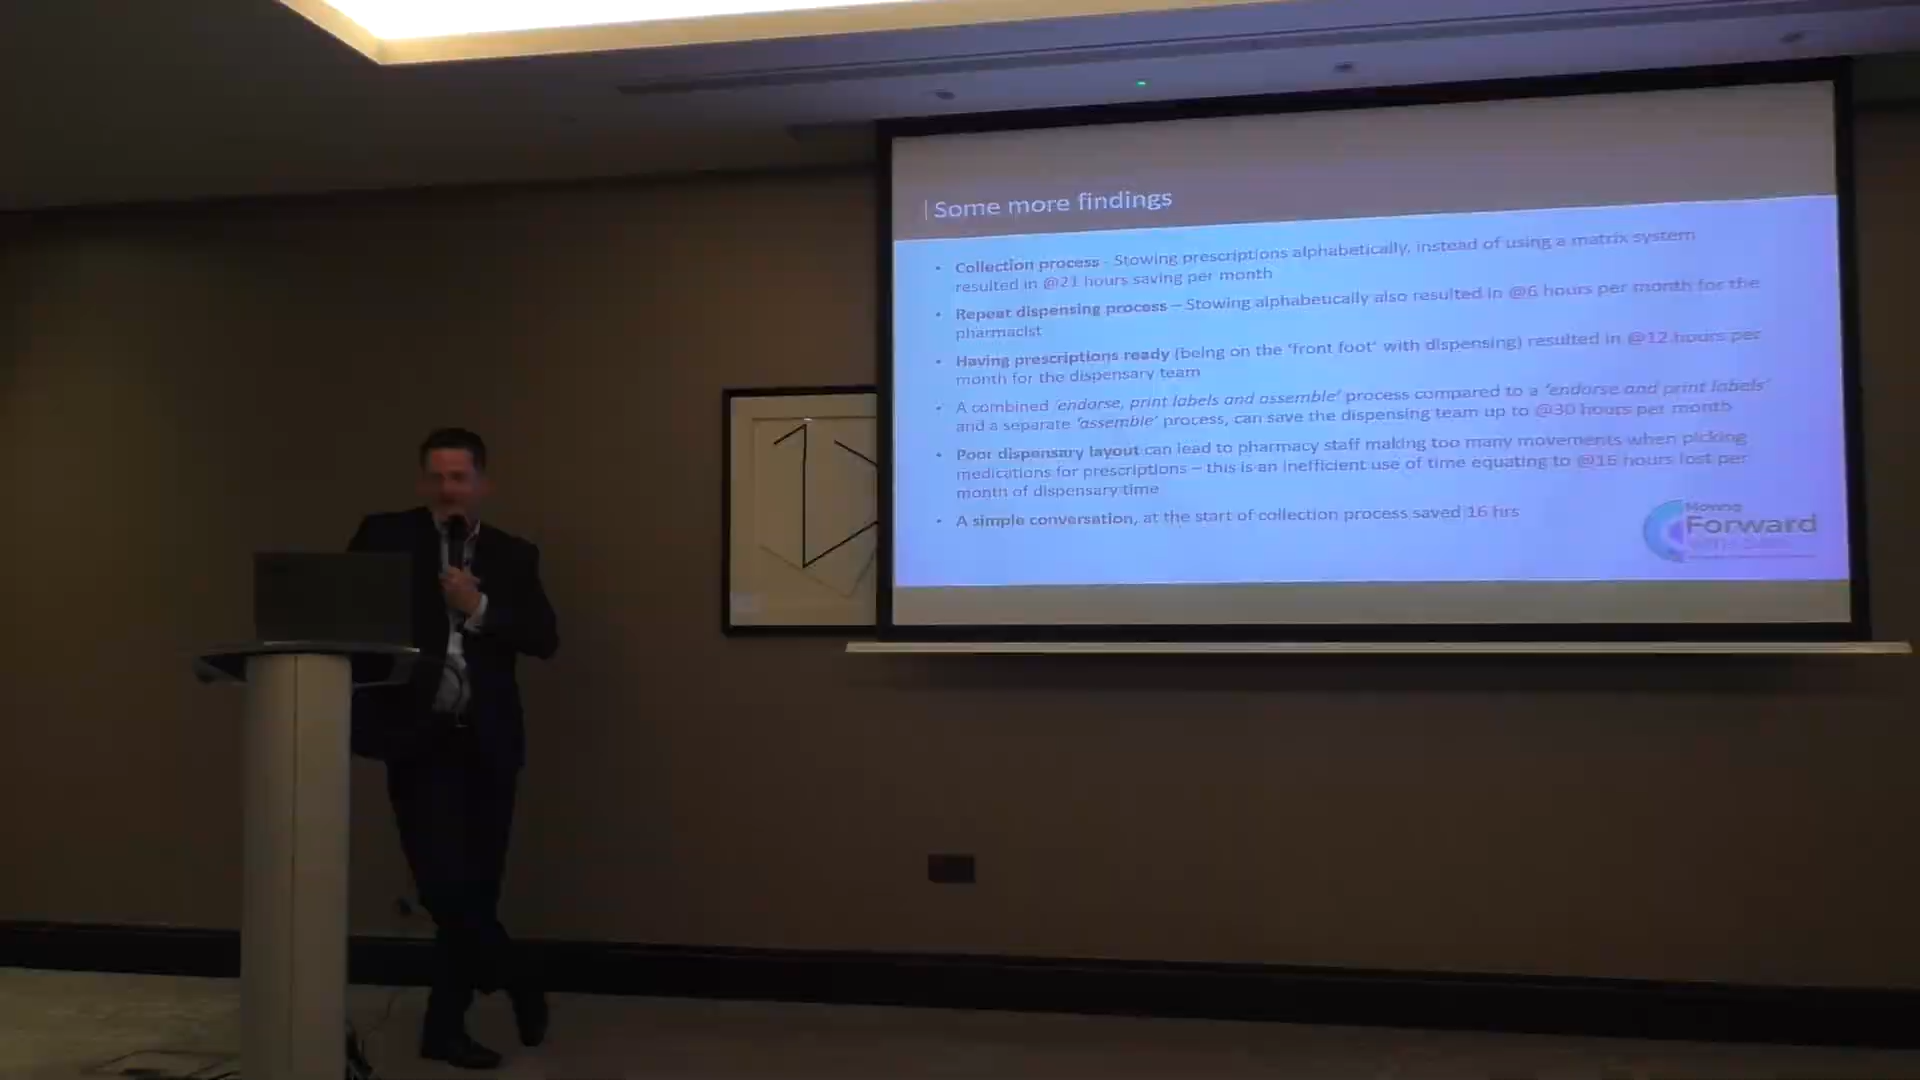 Some more findings
• Collection process - Stowing prescriptions alphabetically, instead of using a matrix system
resulted in @21 hours saving per month
• Repeat dispensing process – Stowing alphabetically also resulted in @6 hours per month for the
pharmacist
• Having prescriptions ready (being on the 'front foot' with dispensing) resulted in @12 hours per
month for the dispensary team
• A combined 'endorse, print labels and assemble' process compared to a 'endorse and print labels'
and a separate 'assemble' process, can save the dispensing team up to @30 hours per month
• Poor dispensary layout can lead to pharmacy staff making too many movements when picking
medications for prescriptions – this is an inefficient use of time equating to @16 hours lost per
month of dispensary time
• A simple conversation, at the start of collection process saved 16 hrs
Moving
Forward